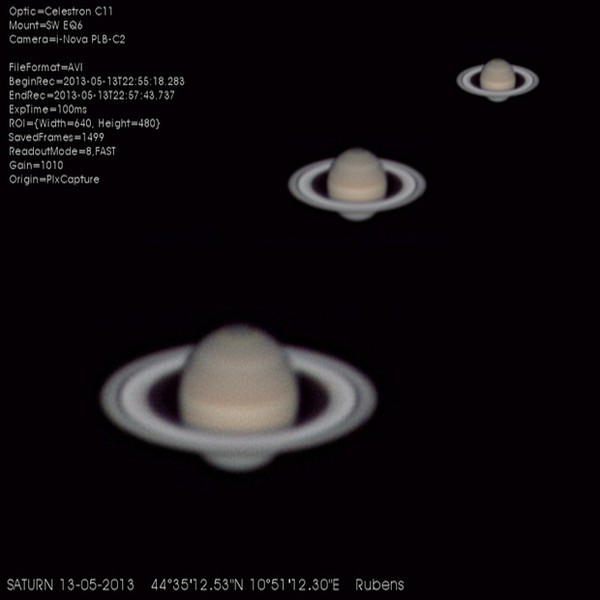 Optic=Celestron C11
Mount=SW EQ6
Camera=i-Nova PLB-C2
FileFormat=AVI
BeginRec=2013-05-13T22:55:18.283
EndRec=2013-05-13T22:57:43.737
ExpTime=100ms
ROI={Width=640, Height=480}
SavedFrames=1499
ReadoutMode=8,FAST
Gain=1010
Origin=PlxCapture
SATURN 13-05-2013 44°35'12.53"N 10°51'12.30"E Rubens